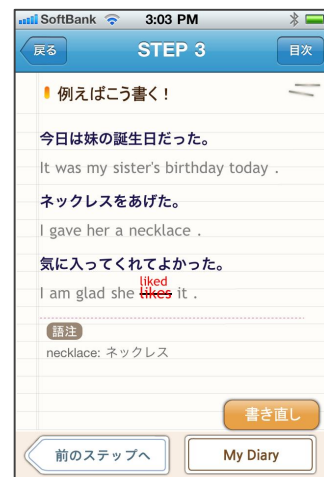 SoftBank 3:03 PM
戻る STEP 3 目次
例えばこう書く!
今日は妹の誕生日だった。
It was my sister's birthday today .
ネックレスをあげた。
I gave her a necklace .
気に入ってくれてよかった。
liked
I am glad she likes it .
語注
necklace: ネックレス
書き直し
前のステップへ My Diary